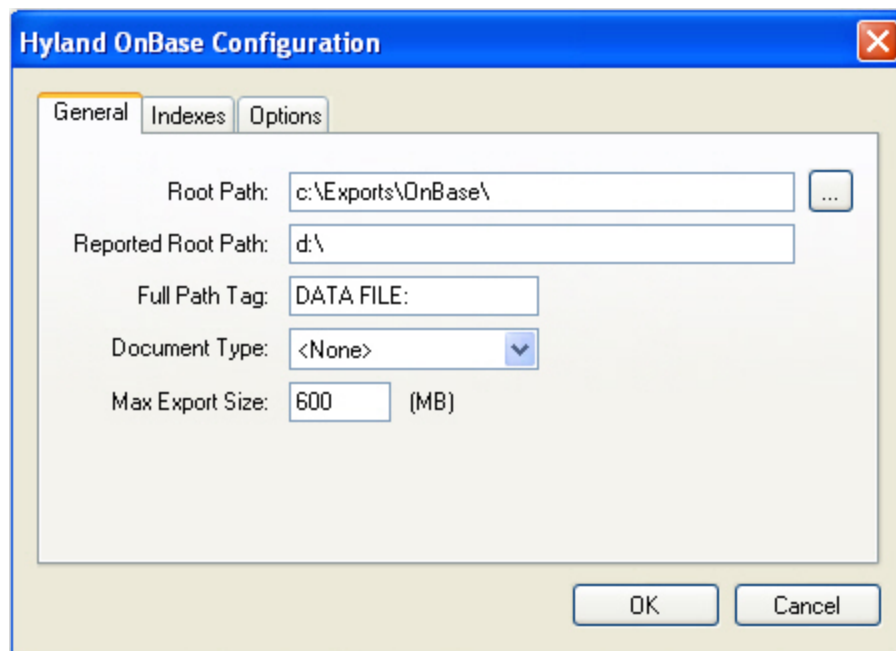 Hyland OnBase Configuration
General Indexes Options
Root Path: c:\Exports\OnBase\ ...
Reported Root Path: d:\
Full Path Tag: DATA FILE:
Document Type: <None>
Max Export Size: 600 (MB)
OK Cancel